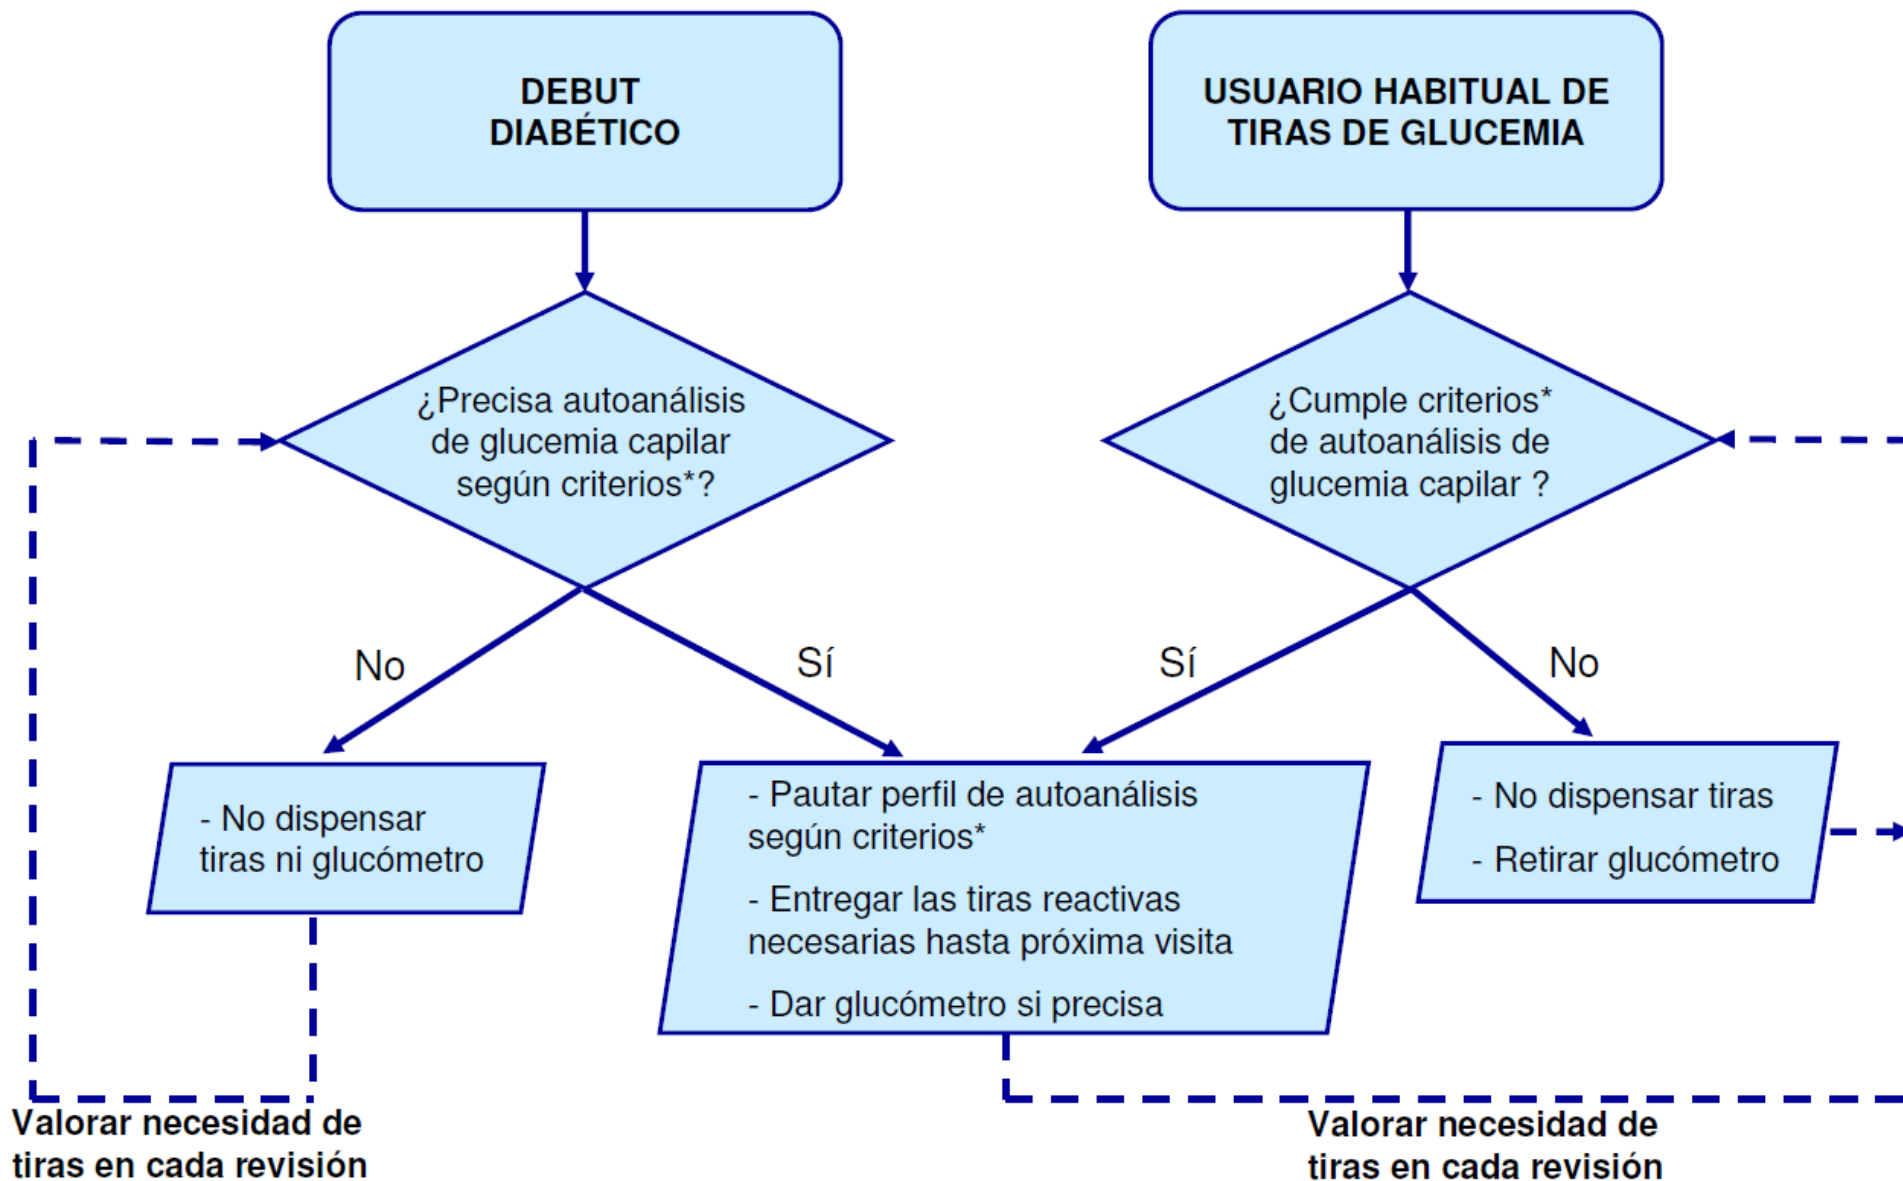 DEBUT
DIABÉTICO
USUARIO HABITUAL DE
TIRAS DE GLUCEMIA
¿Precisa autoanálisis
de glucemia capilar
según criterios*?
¿Cumple criterios*
de autoanálisis de
glucemia capilar ?
No
Sí
Sí
No
- No dispensar
tiras ni glucómetro
- Pautar perfil de autoanálisis
según criterios*
- Entregar las tiras reactivas
necesarias hasta próxima visita
- Dar glucómetro si precisa
- No dispensar tiras
- Retirar glucómetro
Valorar necesidad de
tiras en cada revisión
Valorar necesidad de
tiras en cada revisión